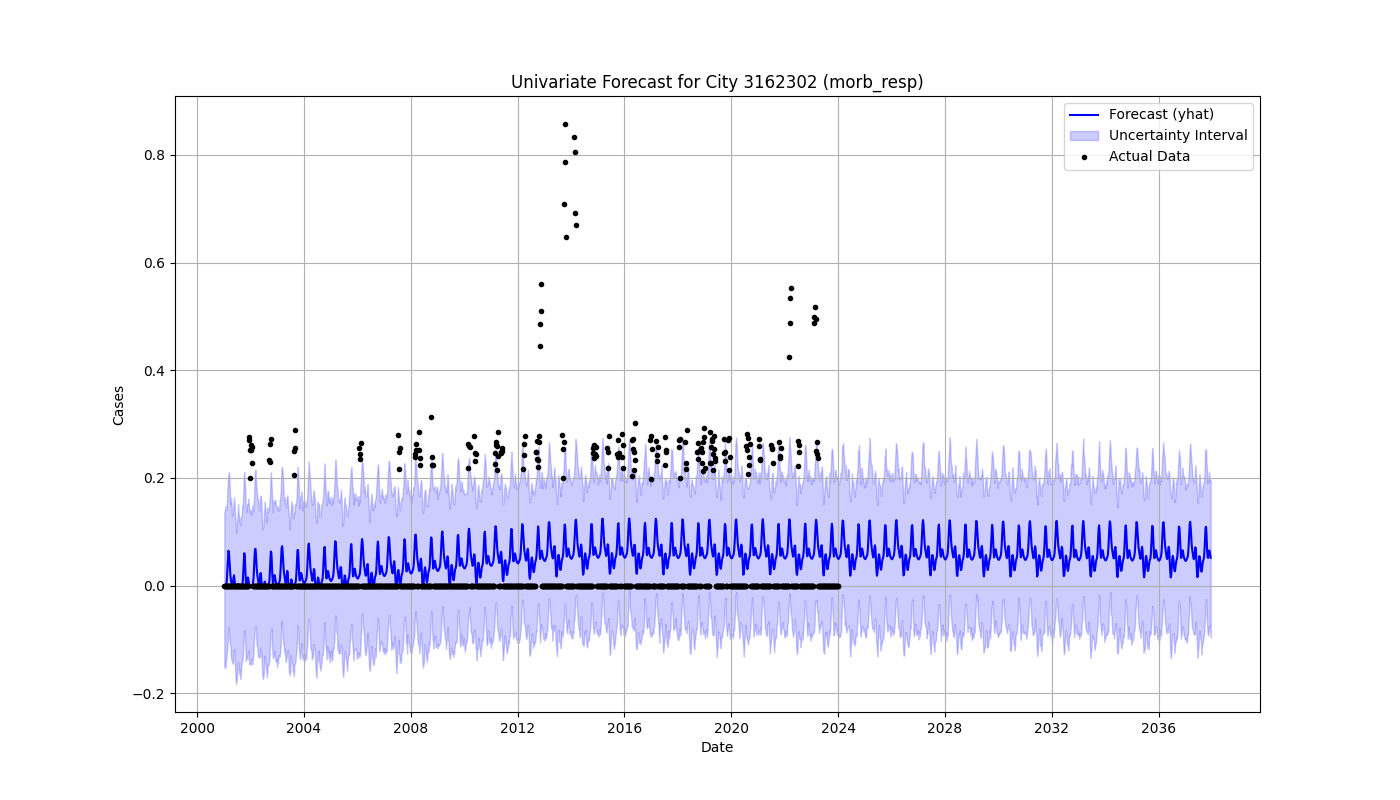 Univariate Forecast for City 3162302 (morb_resp)
Forecast (yhat)
Uncertainty Interval
Actual Data
Cases
0.8
0.6
0.4
0.2
0.0
−0.2
2000 2004 2008 2012 2016 2020 2024 2028 2032 2036
Date